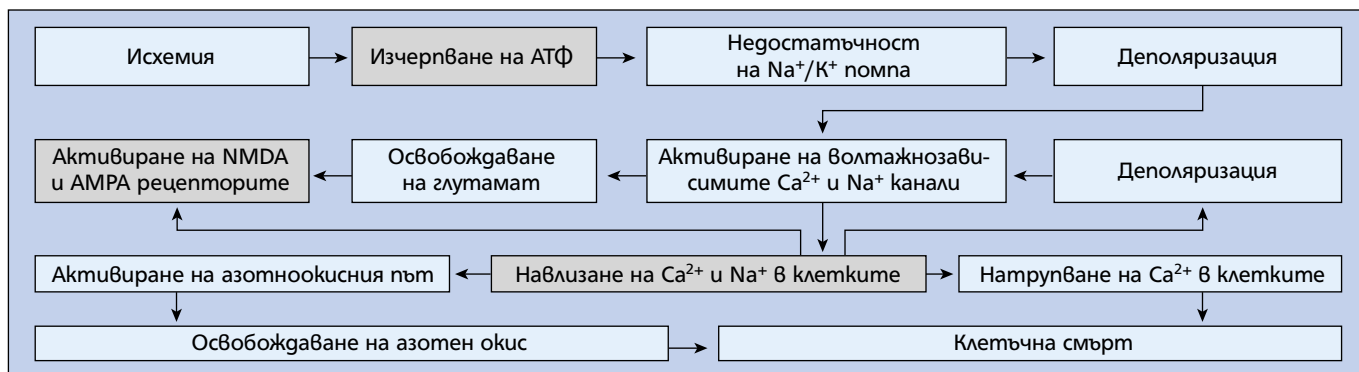 Исхемия
Изчерпване на АТФ
Недостатъчност
на Na⁺/K⁺ помпа
Деполяризация
Активиране на NMDA
и AMPA рецепторите
Освобождаване
на глутамат
Активиране на волтажнозави-
симите Ca²⁺ и Na⁺ канали
Деполяризация
Активиране на азотноокисния път
Навлизане на Ca²⁺ и Na⁺ в клетките
Натрупване на Ca²⁺ в клетките
Освобождаване на азотен окис
Клетъчна смърт